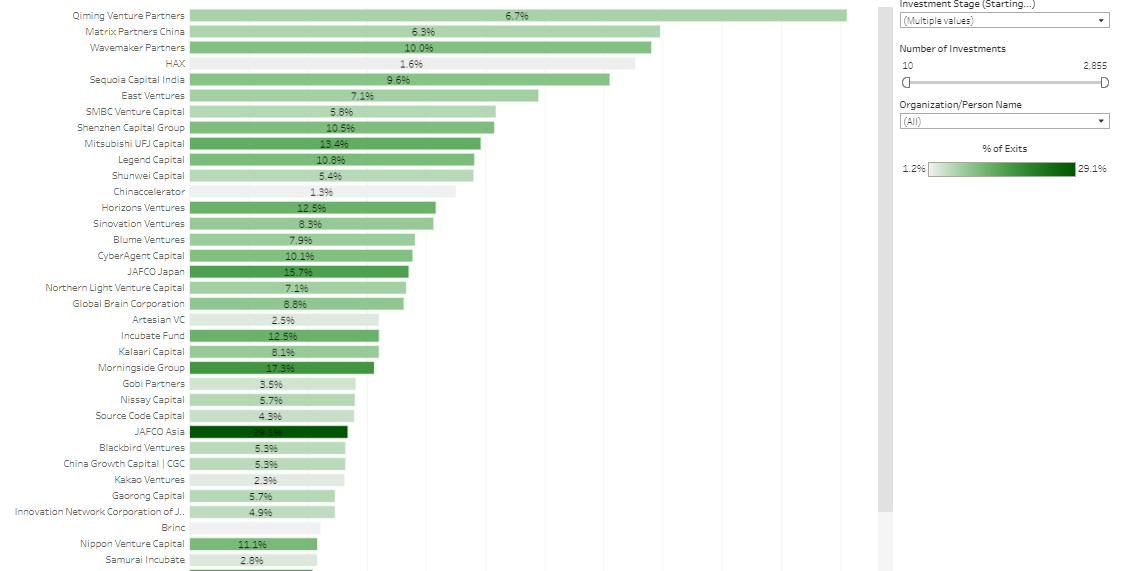 Qiming Venture Partners 6.7%
Matrix Partners China 6.3%
Wavemaker Partners 10.0%
HAX 1.6%
Sequoia Capital India 9.6%
East Ventures 7.1%
SMBC Venture Capital 5.8%
Shenzhen Capital Group 10.5%
Mitsubishi UFJ Capital 13.4%
Legend Capital 10.8%
Shunwei Capital 5.4%
Chinaccelerator 1.3%
Horizons Ventures 12.5%
Sinovation Ventures 8.3%
Blume Ventures 7.9%
CyberAgent Capital 10.1%
JAFCO Japan 15.7%
Northern Light Venture Capital 7.1%
Global Brain Corporation 8.8%
Artesian VC 2.5%
Incubate Fund 12.5%
Kalaari Capital 8.1%
Morningside Group 17.3%
Gobi Partners 3.5%
Nissay Capital 5.7%
Source Code Capital 4.3%
JAFCO Asia 29.1%
Blackbird Ventures 5.3%
China Growth Capital | CGC 5.3%
Kakao Ventures 2.3%
Gaorong Capital 5.7%
Innovation Network Corporation of J.. 4.9%
Brinc
Nippon Venture Capital 11.1%
Samurai Incubate 2.8%
Investment Stage (Starting...)
(Multiple values)
Number of Investments
10 2,855
Organization/Person Name
(All)
% of Exits
1.2% 29.1%